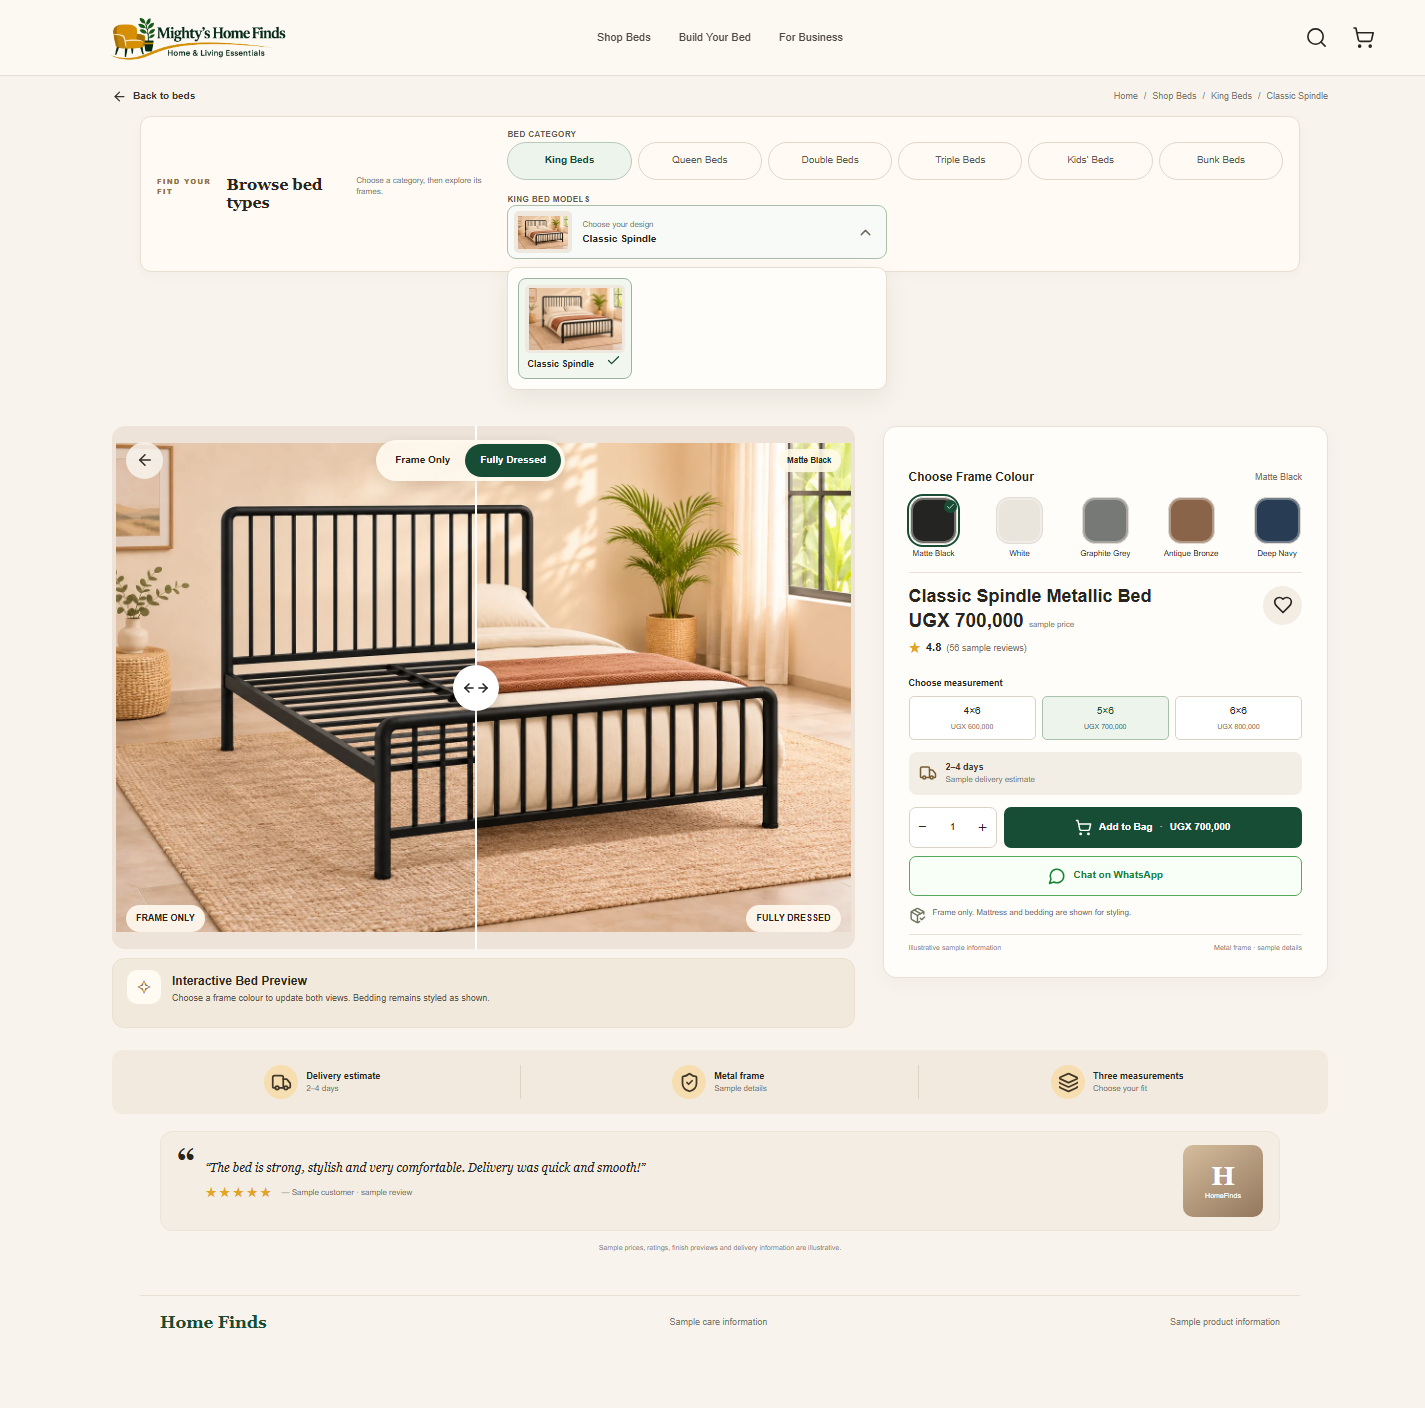 Mighty's Home Finds
Home & Living Essentials
Shop Beds
Build Your Bed
For Business
Back to beds
Home / Shop Beds / King Beds / Classic Spindle
FIND YOUR
FIT
Browse bed
types
Choose a category, then explore its
frames.
BED CATEGORY
King Beds
Queen Beds
Double Beds
Triple Beds
Kids' Beds
Bunk Beds
KING BED MODELS
Choose your design
Classic Spindle
Classic Spindle
Frame Only
Fully Dressed
Matte Black
FRAME ONLY
FULLY DRESSED
Interactive Bed Preview
Choose a frame colour to update both views. Bedding remains styled as shown.
Choose Frame Colour
Matte Black
Matte Black
White
Graphite Grey
Antique Bronze
Deep Navy
Classic Spindle Metallic Bed
UGX 700,000 sample price
★ 4.8 (56 sample reviews)
Choose measurement
4×6
UGX 600,000
5×6
UGX 700,000
6×6
UGX 800,000
2–4 days
Sample delivery estimate
− 1 +
Add to Bag · UGX 700,000
Chat on WhatsApp
Frame only. Mattress and bedding are shown for styling.
Illustrative sample information
Metal frame · sample details
Delivery estimate
2–4 days
Metal frame
Sample details
Three measurements
Choose your fit
“
“The bed is strong, stylish and very comfortable. Delivery was quick and smooth!”
★★★★★ — Sample customer · sample review
H
HomeFinds
Sample prices, ratings, finish previews and delivery information are illustrative.
Home Finds
Sample care information
Sample product information